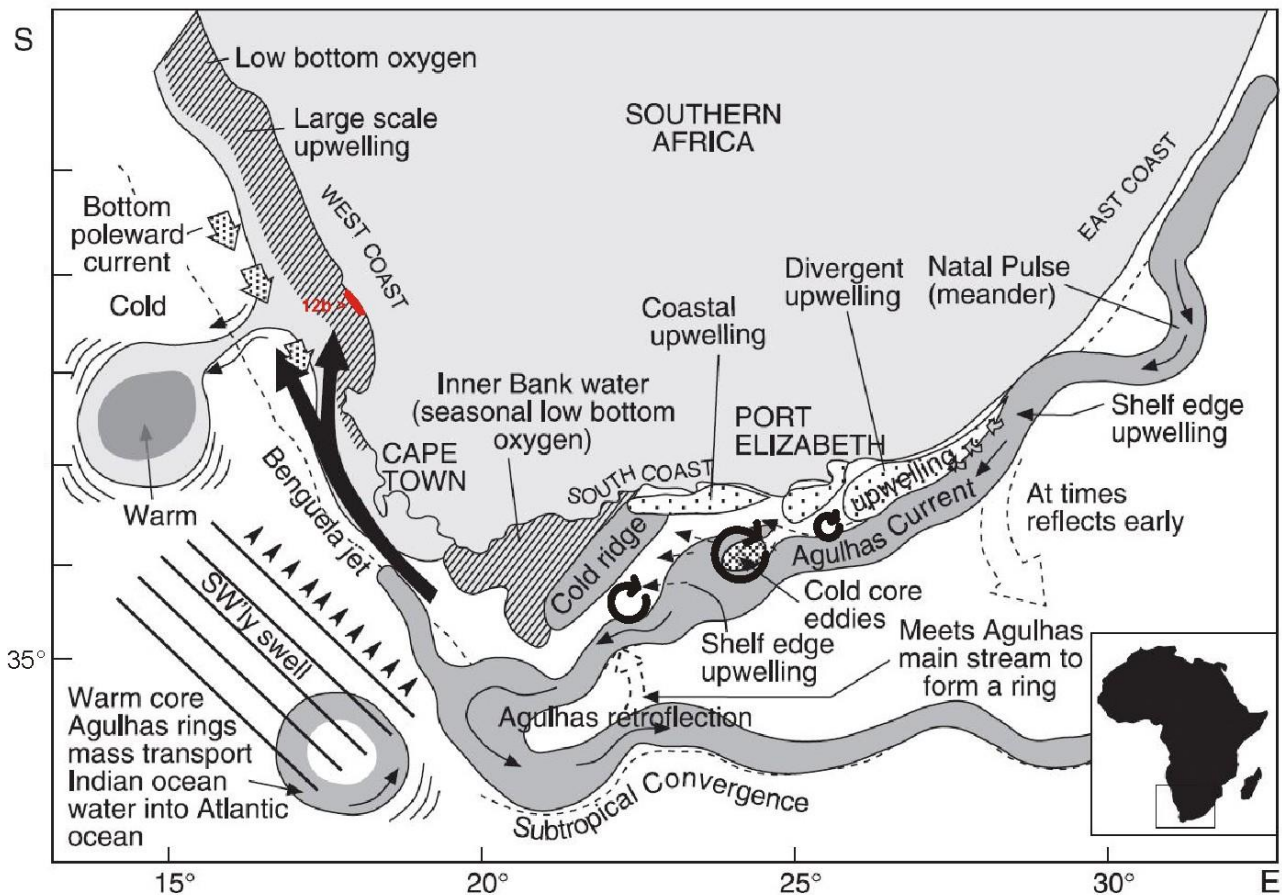 S
Low bottom oxygen
Large scale
upwelling
SOUTHERN
AFRICA
WEST COAST
EAST COAST
Bottom
poleward
current
Cold
12b
Divergent
upwelling
Natal Pulse
(meander)
Coastal
upwelling
Inner Bank water
(seasonal low bottom
oxygen)
PORT
ELIZABETH
Shelf edge
upwelling
CAPE
TOWN
SOUTH COAST
upwelling
At times
reflects early
Warm
Benguela jet
Cold ridge
Agulhas Current
Cold core
eddies
SW'ly swell
Shelf edge
upwelling
Meets Agulhas
main stream to
form a ring
35°
Warm core
Agulhas rings
mass transport
Indian ocean
water into Atlantic
ocean
Agulhas retroflection
Subtropical Convergence
15°
20°
25°
30°
E